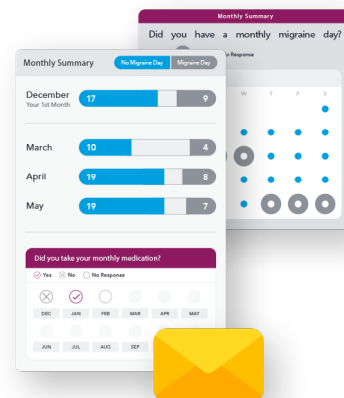 Monthly Summary
Did you have a monthly migraine day?
No Response
W T F S
Monthly Summary
No Migraine Day Migraine Day
December
Your 1st Month
17 9
March 10 4
April 19 8
May 19 7
Did you take your monthly medication?
Yes No No Response
DEC JAN FEB MAR APR MAY
JUN JUL AUG SEP